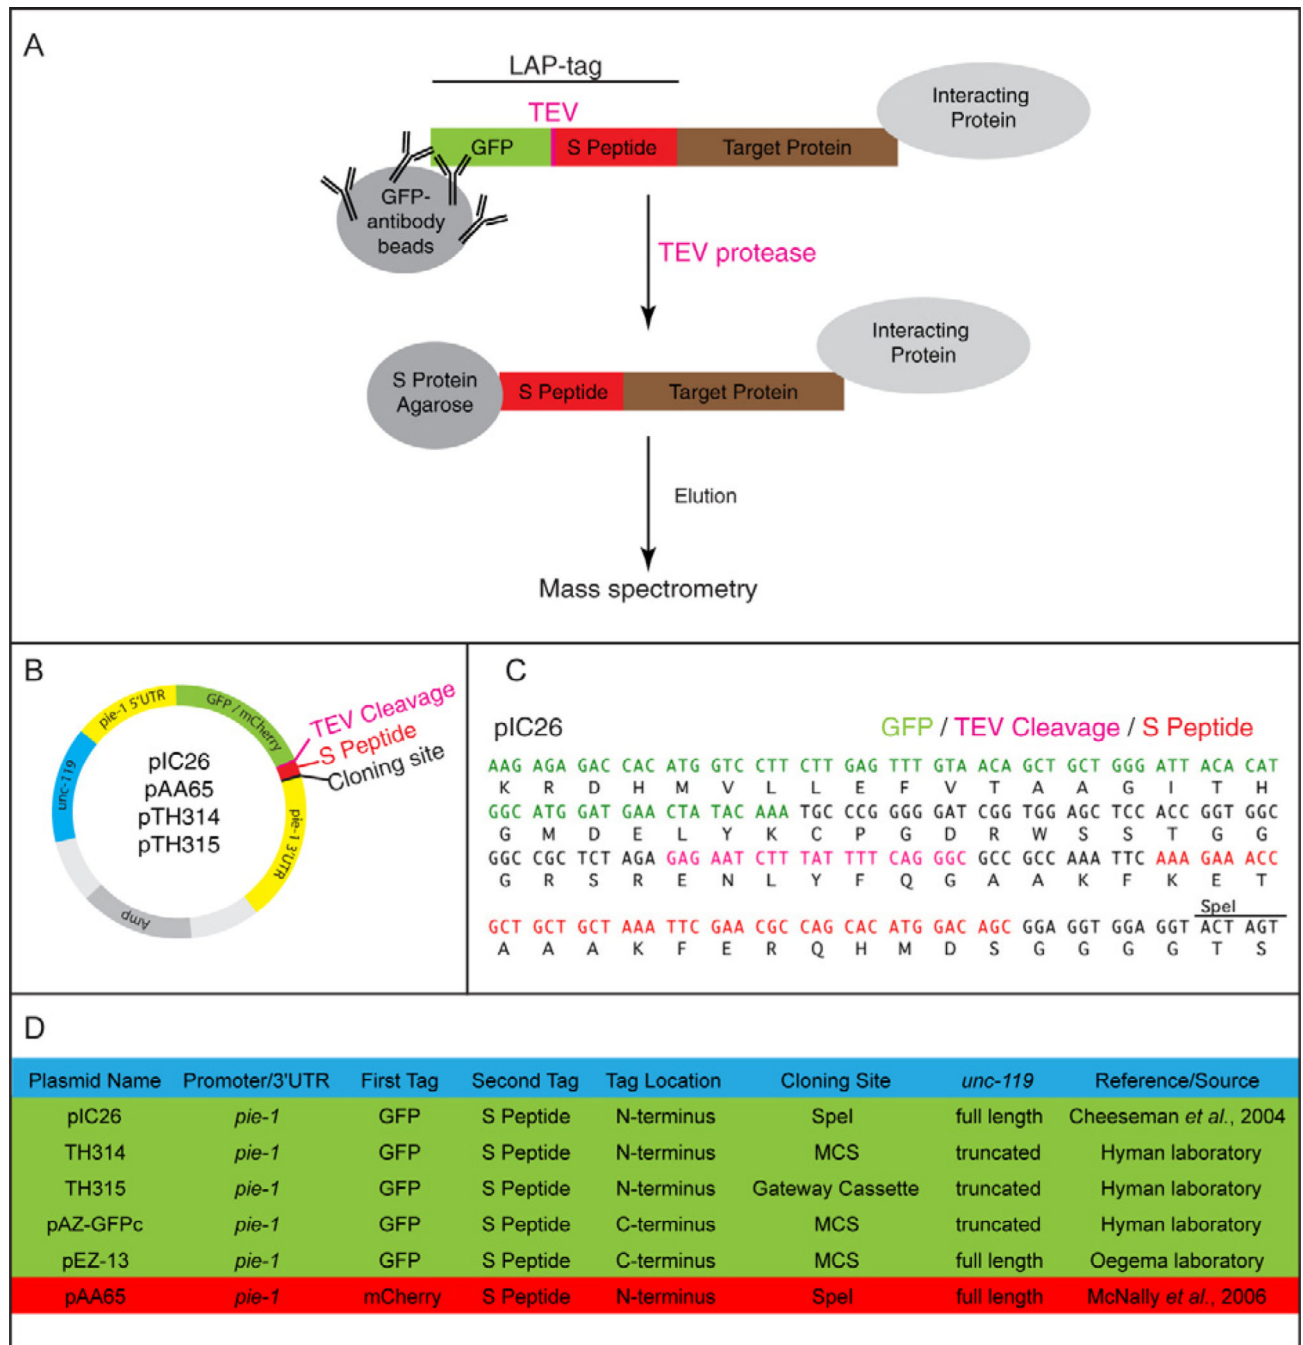 A
LAP-tag
TEV
GFP
S Peptide
Target Protein
Interacting
Protein
GFP-
antibody
beads
TEV protease
Interacting
Protein
S Protein
Agarose
S Peptide
Target Protein
Elution
Mass spectrometry
B
pie-1 5'UTR
GFP / mCherry
TEV Cleavage
S Peptide
Cloning site
unc-119
pIC26
pAA65
pTH314
pTH315
pie-1 3'UTR
Amp
C
pIC26
GFP / TEV Cleavage / S Peptide
AAG AGA GAC CAC ATG GTC CTT CTT GAG TTT GTA ACA GCT GCT GGG ATT ACA CAT
K R D H M V L L E F V T A A G I T H
GGC ATG GAT GAA CTA TAC AAA TGC CCG GGG GAT CGG TGG AGC TCC ACC GGT GGC
G M D E L Y K C P G D R W S S T G G
GGC CGC TCT AGA GAG AAT CTT TAT TTT CAG GGC GCC GCC AAA TTC AAA GAA ACC
G R S R E N L Y F Q G A A K F K E T
SpeI
GCT GCT GCT AAA TTC GAA CGC CAG CAC ATG GAC AGC GGA GGT GGA GGT ACT AGT
A A A K F E R Q H M D S G G G G T S
D
Plasmid Name Promoter/3'UTR First Tag Second Tag Tag Location Cloning Site unc-119 Reference/Source
pIC26 pie-1 GFP S Peptide N-terminus SpeI full length Cheeseman et al., 2004
TH314 pie-1 GFP S Peptide N-terminus MCS truncated Hyman laboratory
TH315 pie-1 GFP S Peptide N-terminus Gateway Cassette truncated Hyman laboratory
pAZ-GFPc pie-1 GFP S Peptide C-terminus MCS truncated Hyman laboratory
pEZ-13 pie-1 GFP S Peptide C-terminus MCS full length Oegema laboratory
pAA65 pie-1 mCherry S Peptide N-terminus SpeI full length McNally et al., 2006